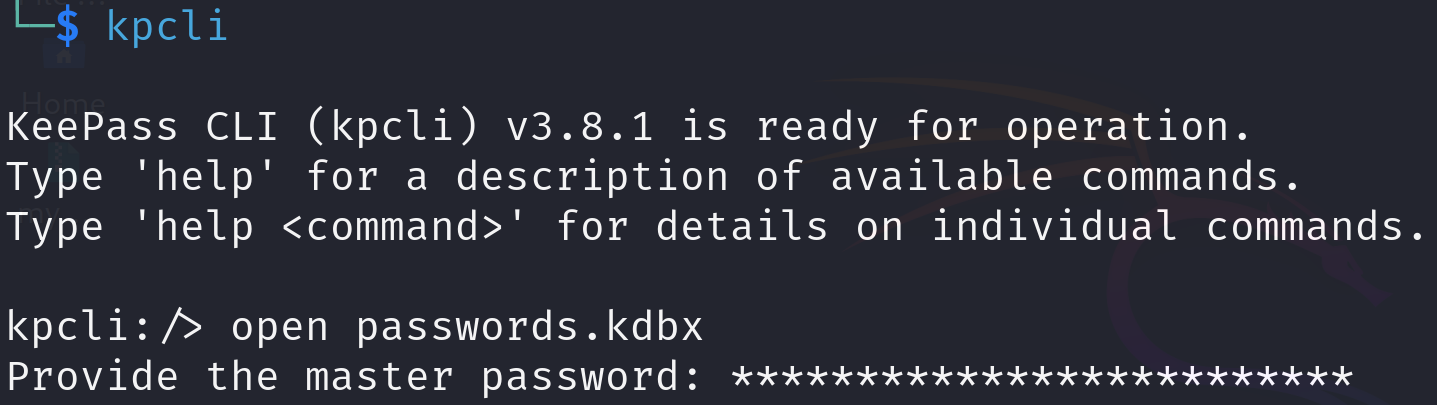 └─$ kpcli
Home
KeePass CLI (kpcli) v3.8.1 is ready for operation.
Type 'help' for a description of available commands.
Type 'help <command>' for details on individual commands.
kpcli:/> open passwords.kdbx
Provide the master password: *************************